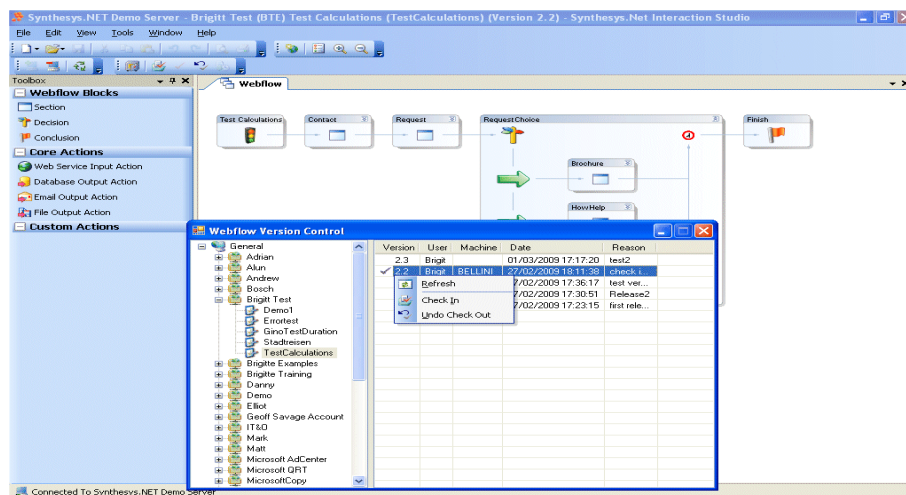 Synthesys.NET Demo Server - Brigitt Test (BTE) Test Calculations (TestCalculations) (Version 2.2) - Synthesys.Net Interaction Studio
File Edit View Tools Window Help
Toolbox
Webflow
Webflow Blocks
Section
Decision
Conclusion
Core Actions
Web Service Input Action
Database Output Action
Email Output Action
File Output Action
Custom Actions
Test Calculations
Contact
Request
RequestChoice
Finish
Brochure
HowHelp
Webflow Version Control
General
Adrian
Alun
Andrew
Bosch
Brigitt Test
Demo1
Errortest
GinoTestDuration
Stadtreisen
TestCalculations
Brigitte Examples
Brigitte Training
Danny
Demo
Elliot
Geoff Savage Account
IT&O
Mark
Matt
Microsoft AdCenter
Microsoft QRT
MicrosoftCopy
Version User Machine Date Reason
2.3 Brigit 01/03/2009 17:17:20 test2
2.2 Brigit BELLINI 27/02/2009 18:11:38 check i...
7/02/2009 17:36:17 test ver...
7/02/2009 17:30:51 Release2
7/02/2009 17:23:15 first rele...
Refresh
Check In
Undo Check Out
Connected To Synthesys.NET Demo Server